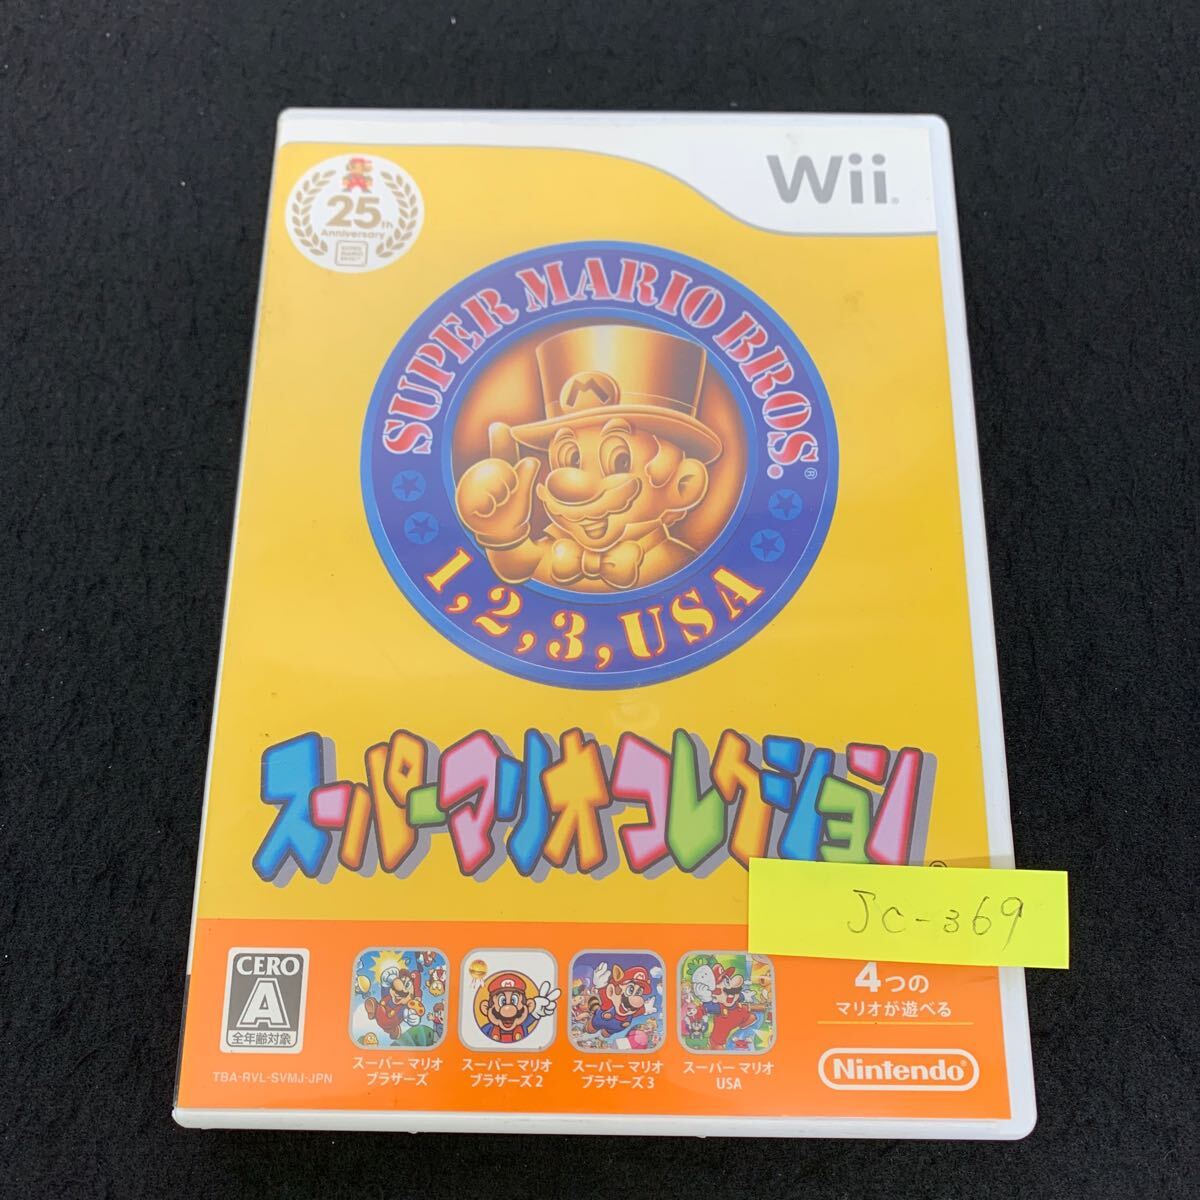 Wii
25th
Anniversary
SUPER MARIO BROS.
1,2,3,USA
スーパーマリオコレクション
JC-369
CERO
A
全年齢対象
TBA-RVL-SVMJ-JPN
スーパー マリオ
ブラザーズ
スーパー マリオ
ブラザーズ 2
スーパー マリオ
ブラザーズ 3
スーパー マリオ
USA
4つの
マリオが遊べる
Nintendo